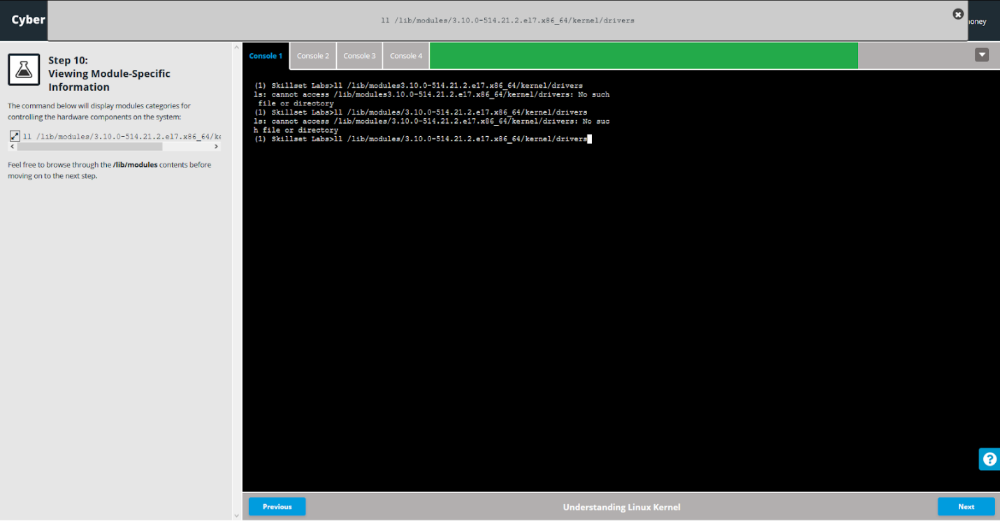 Cyber
ll /lib/modules/3.10.0-514.21.2.el7.x86_64/kernel/drivers
oney
Step 10:
Viewing Module-Specific
Information
The command below will display modules categories for
controlling the hardware components on the system:
ll /lib/modules/3.10.0-514.21.2.el7.x86_64/ke
Feel free to browse through the /lib/modules contents before
moving on to the next step.
Console 1
Console 2
Console 3
Console 4
(1) Skillset Labs>ll /lib/modules3.10.0-514.21.2.el7.x86_64/kernel/drivers
ls: cannot access /lib/modules3.10.0-514.21.2.el7.x86_64/kernel/drivers: No such
file or directory
(1) Skillset Labs>ll /lib/modules/3.10.0-514.21.2.el7.x86_64/kernel/drivers
ls: cannot access /lib/modules/3.10.0-514.21.2.el7.x86_64/kernel/drivers: No suc
h file or directory
(1) Skillset Labs>ll /lib/modules/3.10.0-514.21.2.el7.x86_64/kernel/drivers
Previous
Understanding Linux Kernel
Next